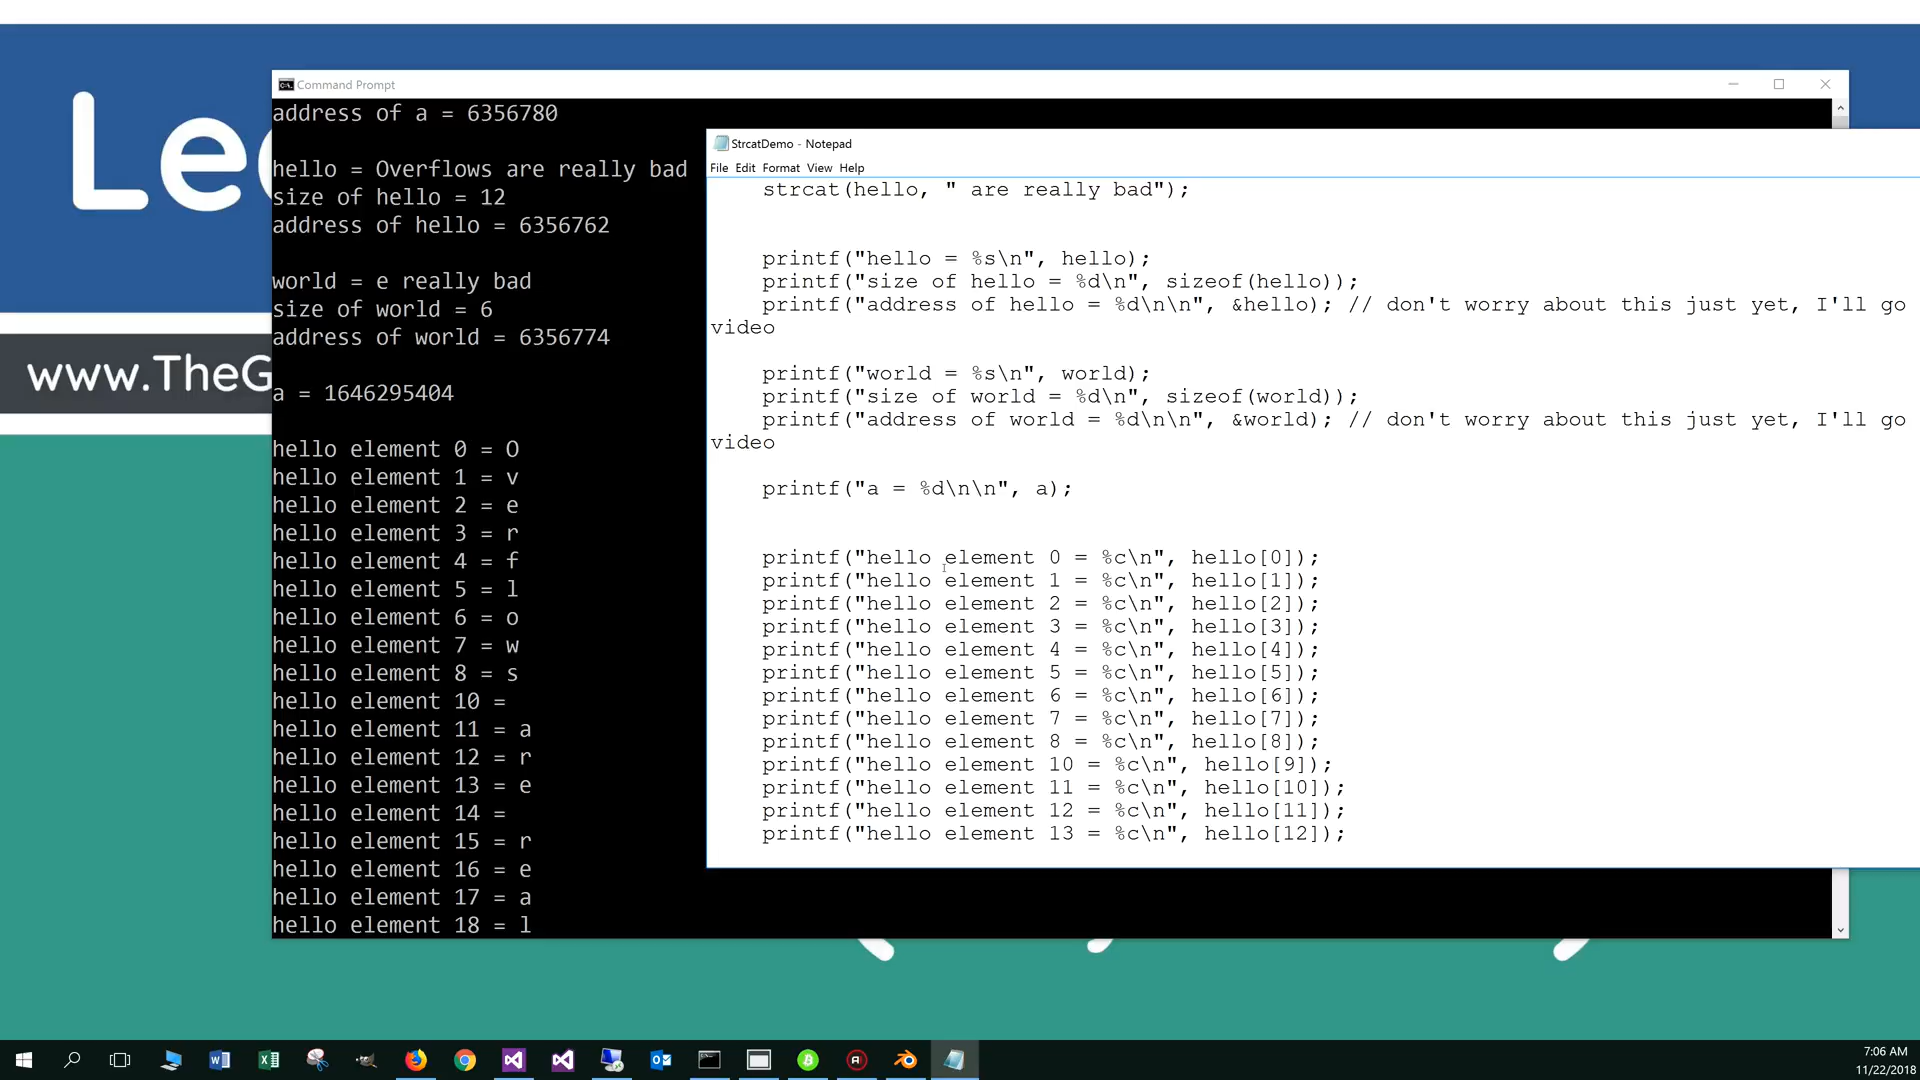 Le
www.TheG
Command Prompt
address of a = 6356780
hello = Overflows are really bad
size of hello = 12
address of hello = 6356762
world = e really bad
size of world = 6
address of world = 6356774
a = 1646295404
hello element 0 = O
hello element 1 = v
hello element 2 = e
hello element 3 = r
hello element 4 = f
hello element 5 = l
hello element 6 = o
hello element 7 = w
hello element 8 = s
hello element 10 =
hello element 11 = a
hello element 12 = r
hello element 13 = e
hello element 14 =
hello element 15 = r
hello element 16 = e
hello element 17 = a
hello element 18 = l
StrcatDemo - Notepad
File Edit Format View Help
strcat(hello, " are really bad");
printf("hello = %s\n", hello);
printf("size of hello = %d\n", sizeof(hello));
printf("address of hello = %d\n\n", &hello); // don't worry about this just yet, I'll go
video
printf("world = %s\n", world);
printf("size of world = %d\n", sizeof(world));
printf("address of world = %d\n\n", &world); // don't worry about this just yet, I'll go
video
printf("a = %d\n\n", a);
printf("hello element 0 = %c\n", hello[0]);
printf("hello element 1 = %c\n", hello[1]);
printf("hello element 2 = %c\n", hello[2]);
printf("hello element 3 = %c\n", hello[3]);
printf("hello element 4 = %c\n", hello[4]);
printf("hello element 5 = %c\n", hello[5]);
printf("hello element 6 = %c\n", hello[6]);
printf("hello element 7 = %c\n", hello[7]);
printf("hello element 8 = %c\n", hello[8]);
printf("hello element 10 = %c\n", hello[9]);
printf("hello element 11 = %c\n", hello[10]);
printf("hello element 12 = %c\n", hello[11]);
printf("hello element 13 = %c\n", hello[12]);
7:06 AM
11/22/2018